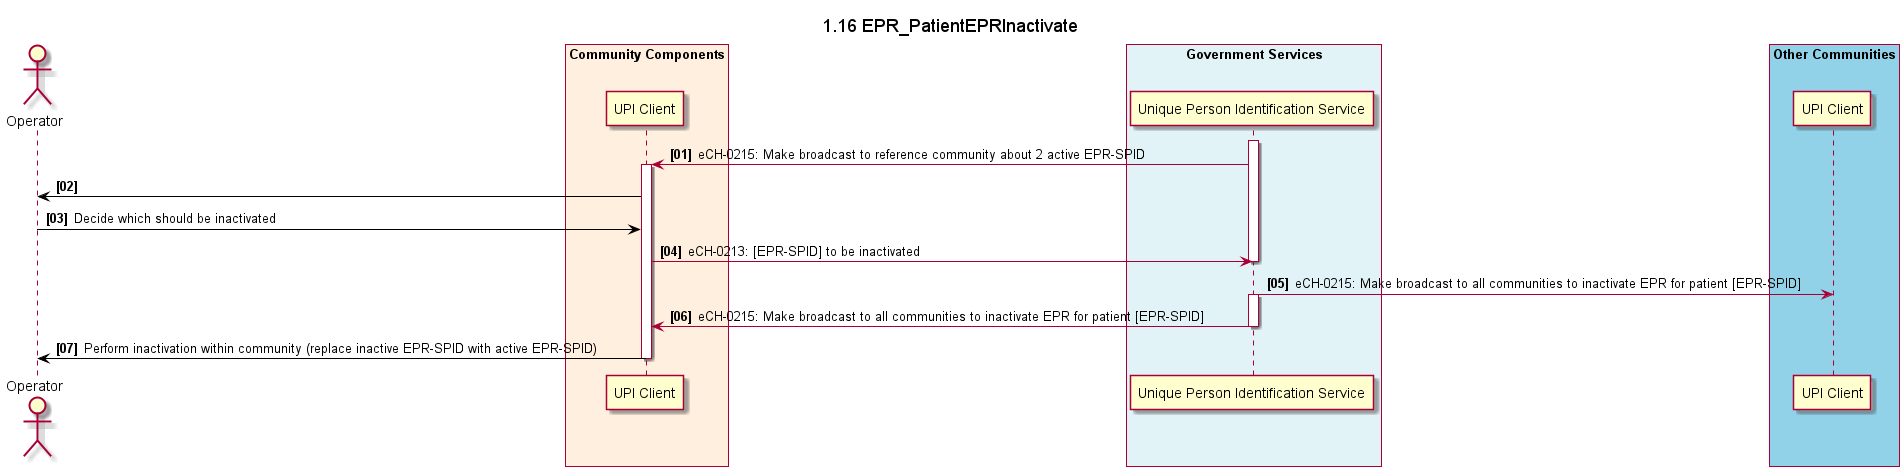 1.16 EPR_PatientEPRInactivate
Community Components
Government Services
Other Communities
Operator
UPI Client
Unique Person Identification Service
UPI Client
[01] eCH-0215: Make broadcast to reference community about 2 active EPR-SPID
[02]
[03] Decide which should be inactivated
[04] eCH-0213: [EPR-SPID] to be inactivated
[05] eCH-0215: Make broadcast to all communities to inactivate EPR for patient [EPR-SPID]
[06] eCH-0215: Make broadcast to all communities to inactivate EPR for patient [EPR-SPID]
[07] Perform inactivation within community (replace inactive EPR-SPID with active EPR-SPID)
Operator
UPI Client
Unique Person Identification Service
UPI Client